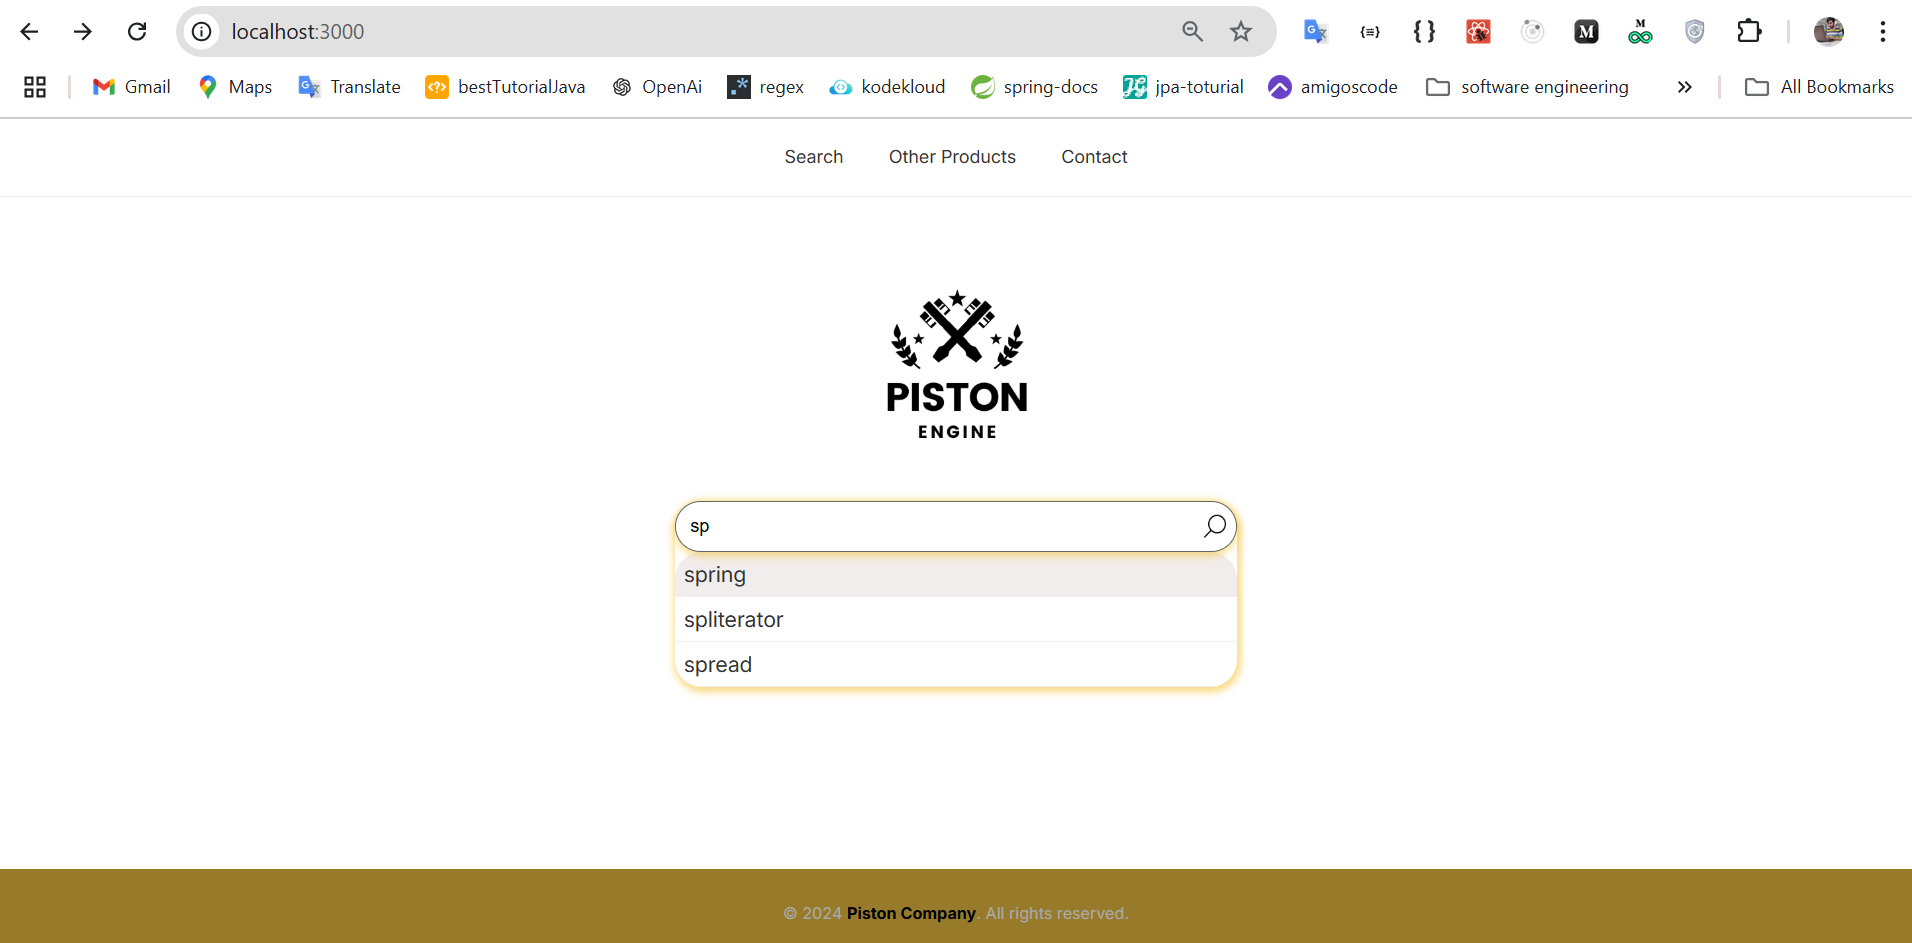 localhost:3000
Gmail Maps Translate bestTutorialJava OpenAi regex kodekloud spring-docs jpa-toturial amigoscode software engineering » All Bookmarks
Search Other Products Contact
PISTON
ENGINE
sp
spring
spliterator
spread
© 2024 Piston Company. All rights reserved.